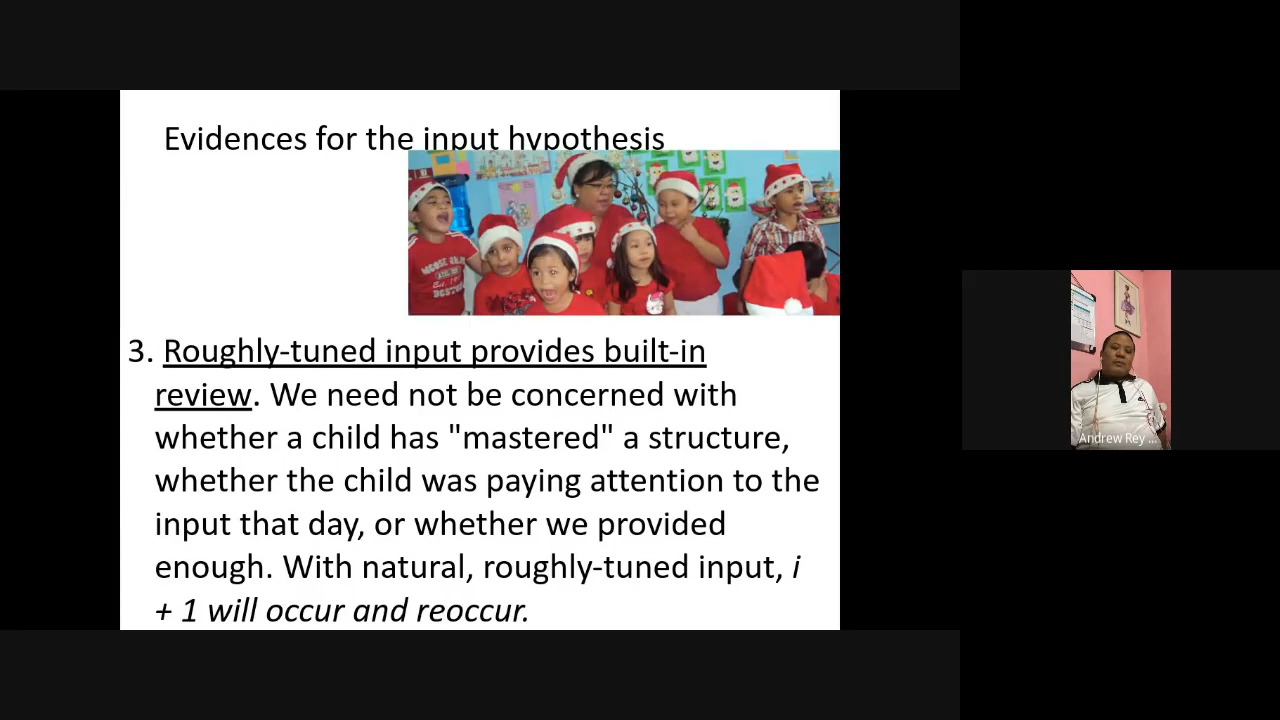 Evidences for the input hypothesis
3. Roughly-tuned input provides built-in
review. We need not be concerned with
whether a child has "mastered" a structure,
whether the child was paying attention to the
input that day, or whether we provided
enough. With natural, roughly-tuned input, i
+ 1 will occur and reoccur.
Andrew Rey ...